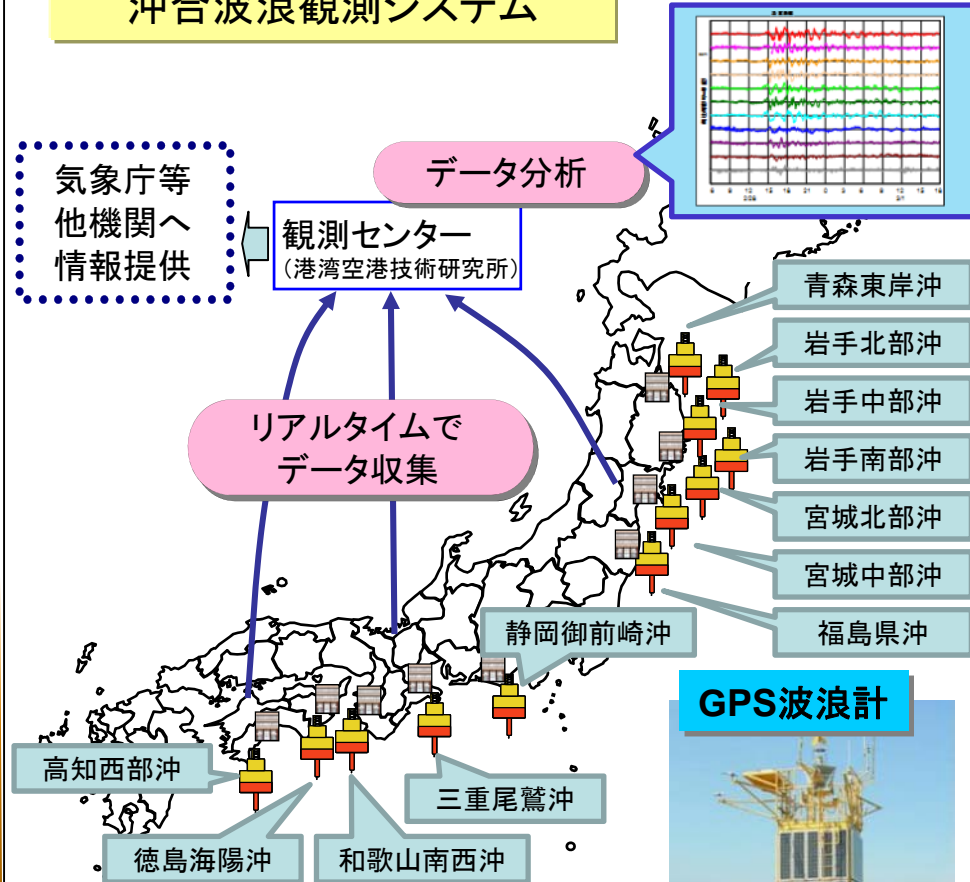 沖合波浪観測システム
データ分析
気象庁等
他機関へ
情報提供
観測センター
（港湾空港技術研究所）
リアルタイムで
データ収集
青森東岸沖
岩手北部沖
岩手中部沖
岩手南部沖
宮城北部沖
宮城中部沖
福島県沖
静岡御前崎沖
GPS波浪計
高知西部沖
三重尾鷲沖
徳島海陽沖
和歌山南西沖